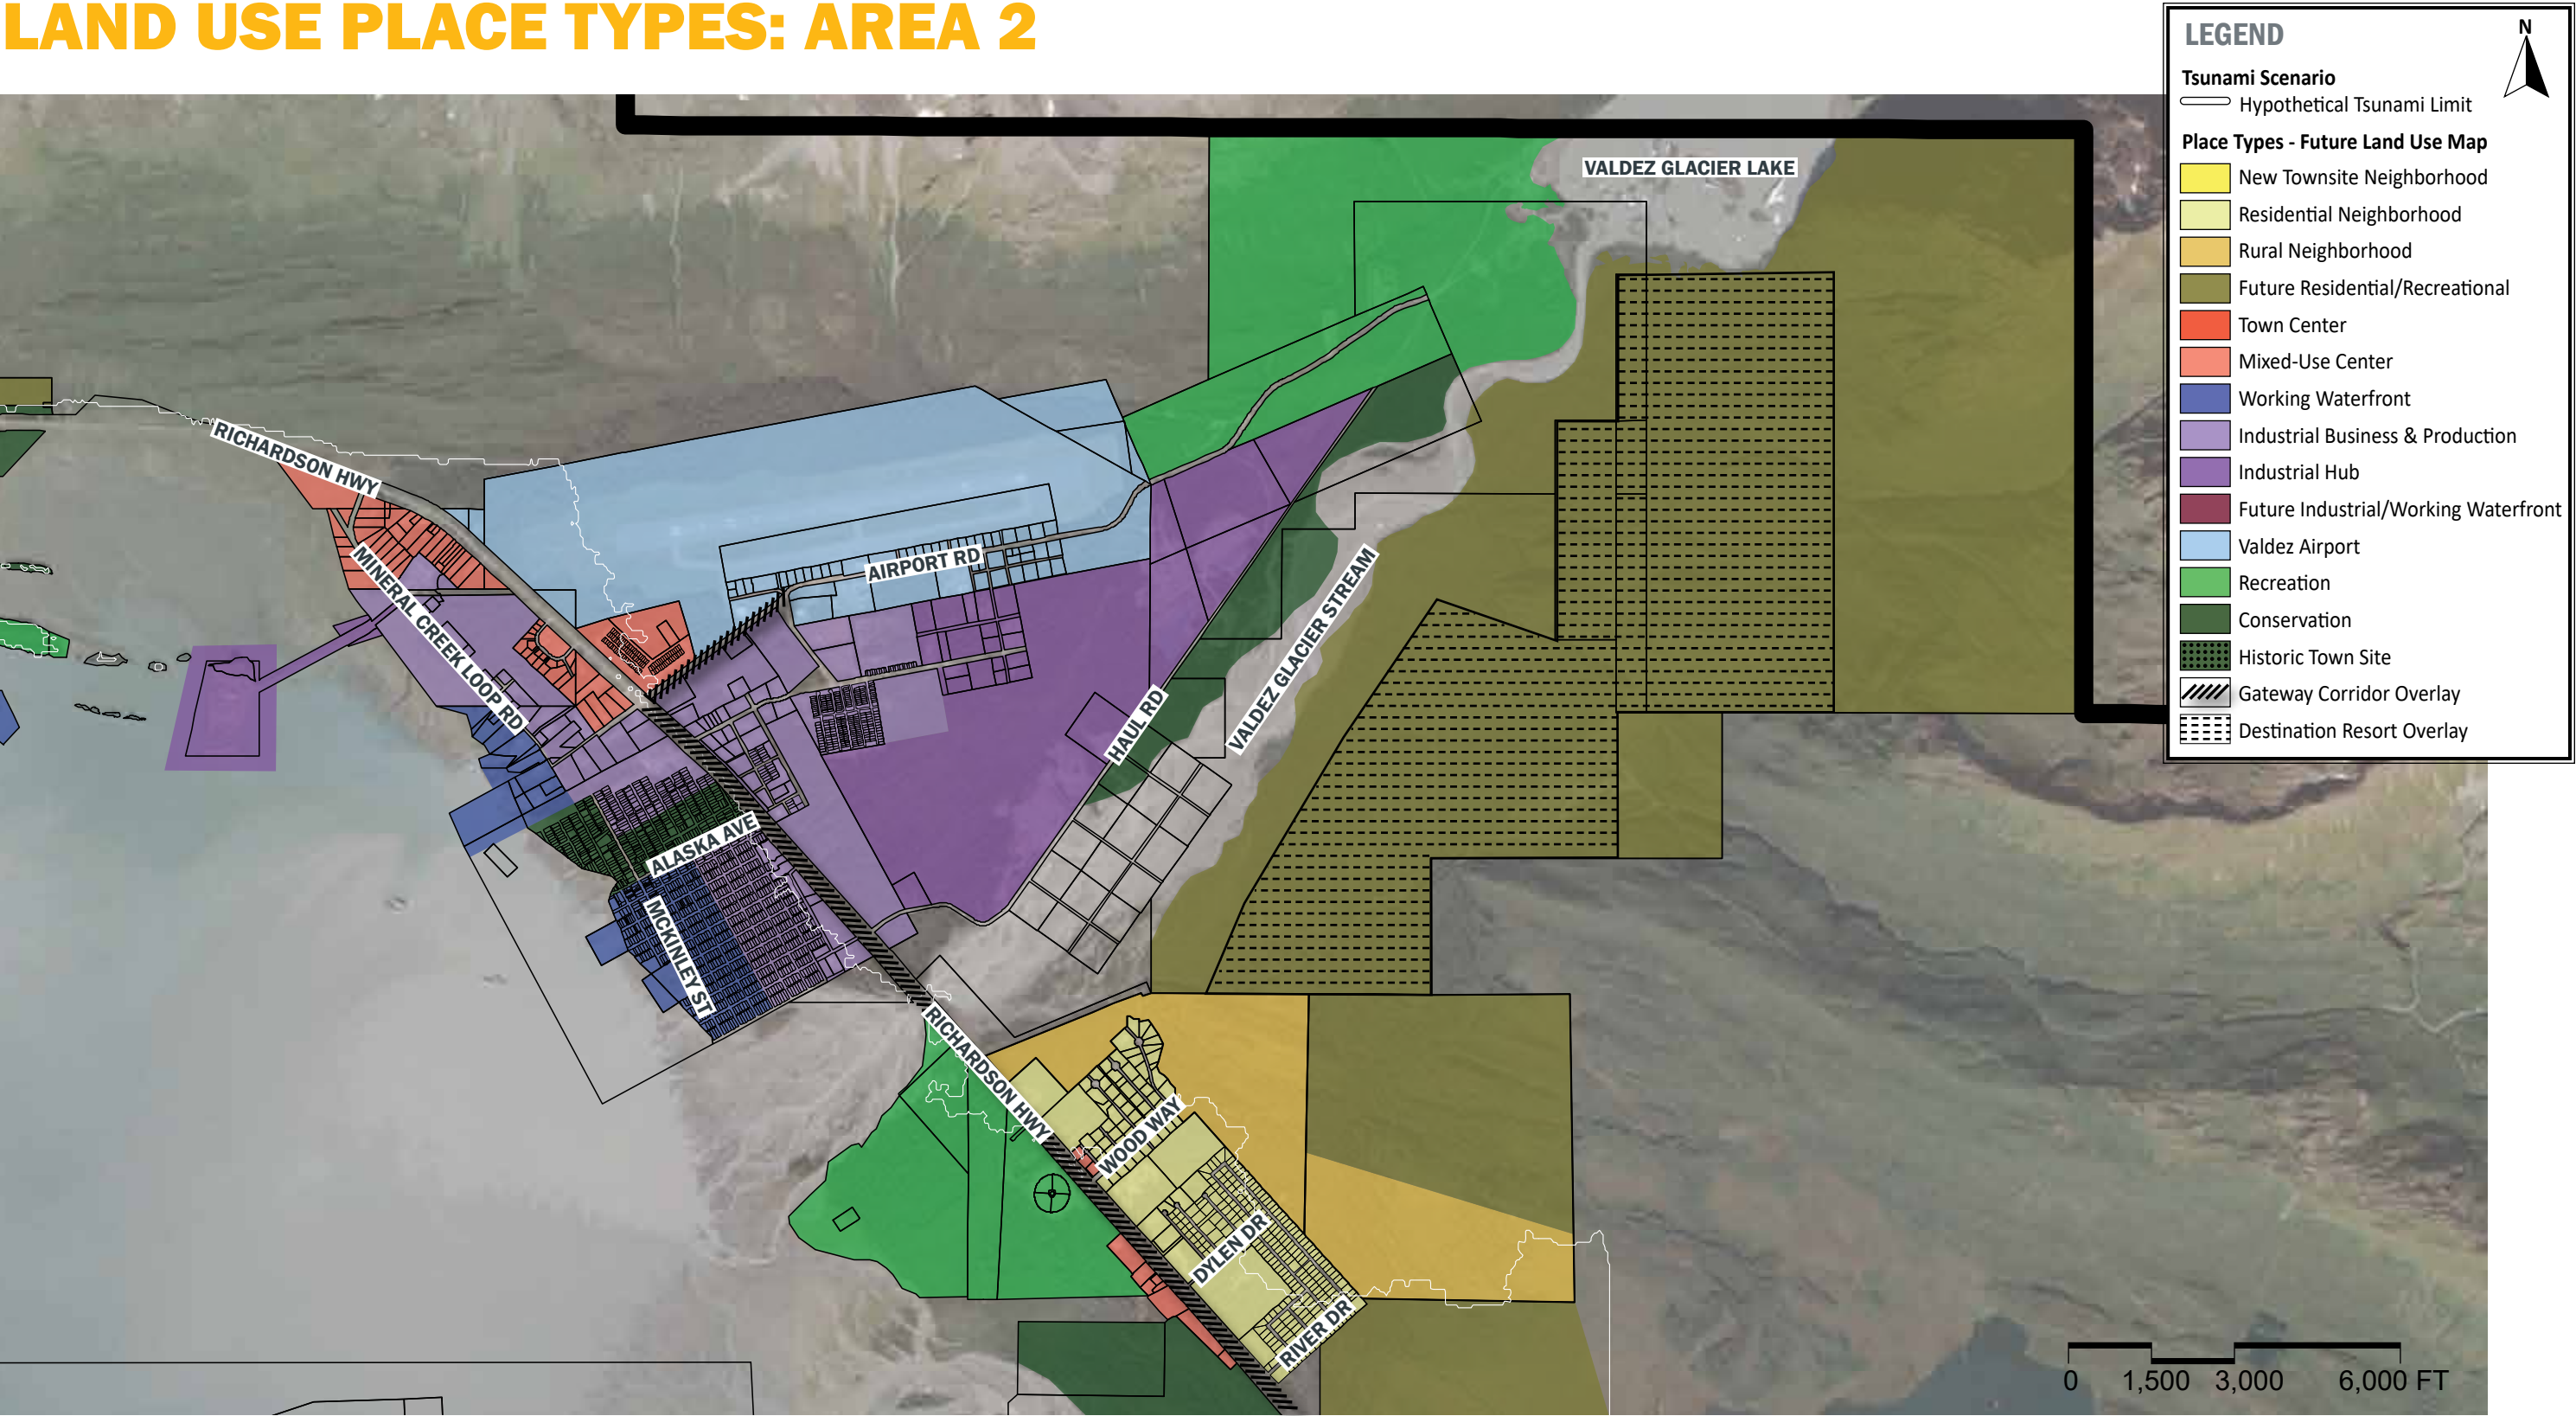 LAND USE PLACE TYPES: AREA 2
LEGEND
N
Tsunami Scenario
Hypothetical Tsunami Limit
Place Types - Future Land Use Map
New Townsite Neighborhood
Residential Neighborhood
Rural Neighborhood
Future Residential/Recreational
Town Center
Mixed-Use Center
Working Waterfront
Industrial Business & Production
Industrial Hub
Future Industrial/Working Waterfront
Valdez Airport
Recreation
Conservation
Historic Town Site
Gateway Corridor Overlay
Destination Resort Overlay
VALDEZ GLACIER LAKE
RICHARDSON HWY
MINERAL CREEK LOOP RD
AIRPORT RD
VALDEZ GLACIER STREAM
HAUL RD
ALASKA AVE
MCKINLEY ST
RICHARDSON HWY
WOOD WAY
DYLEN DR
RIVER DR
0 1,500 3,000 6,000 FT